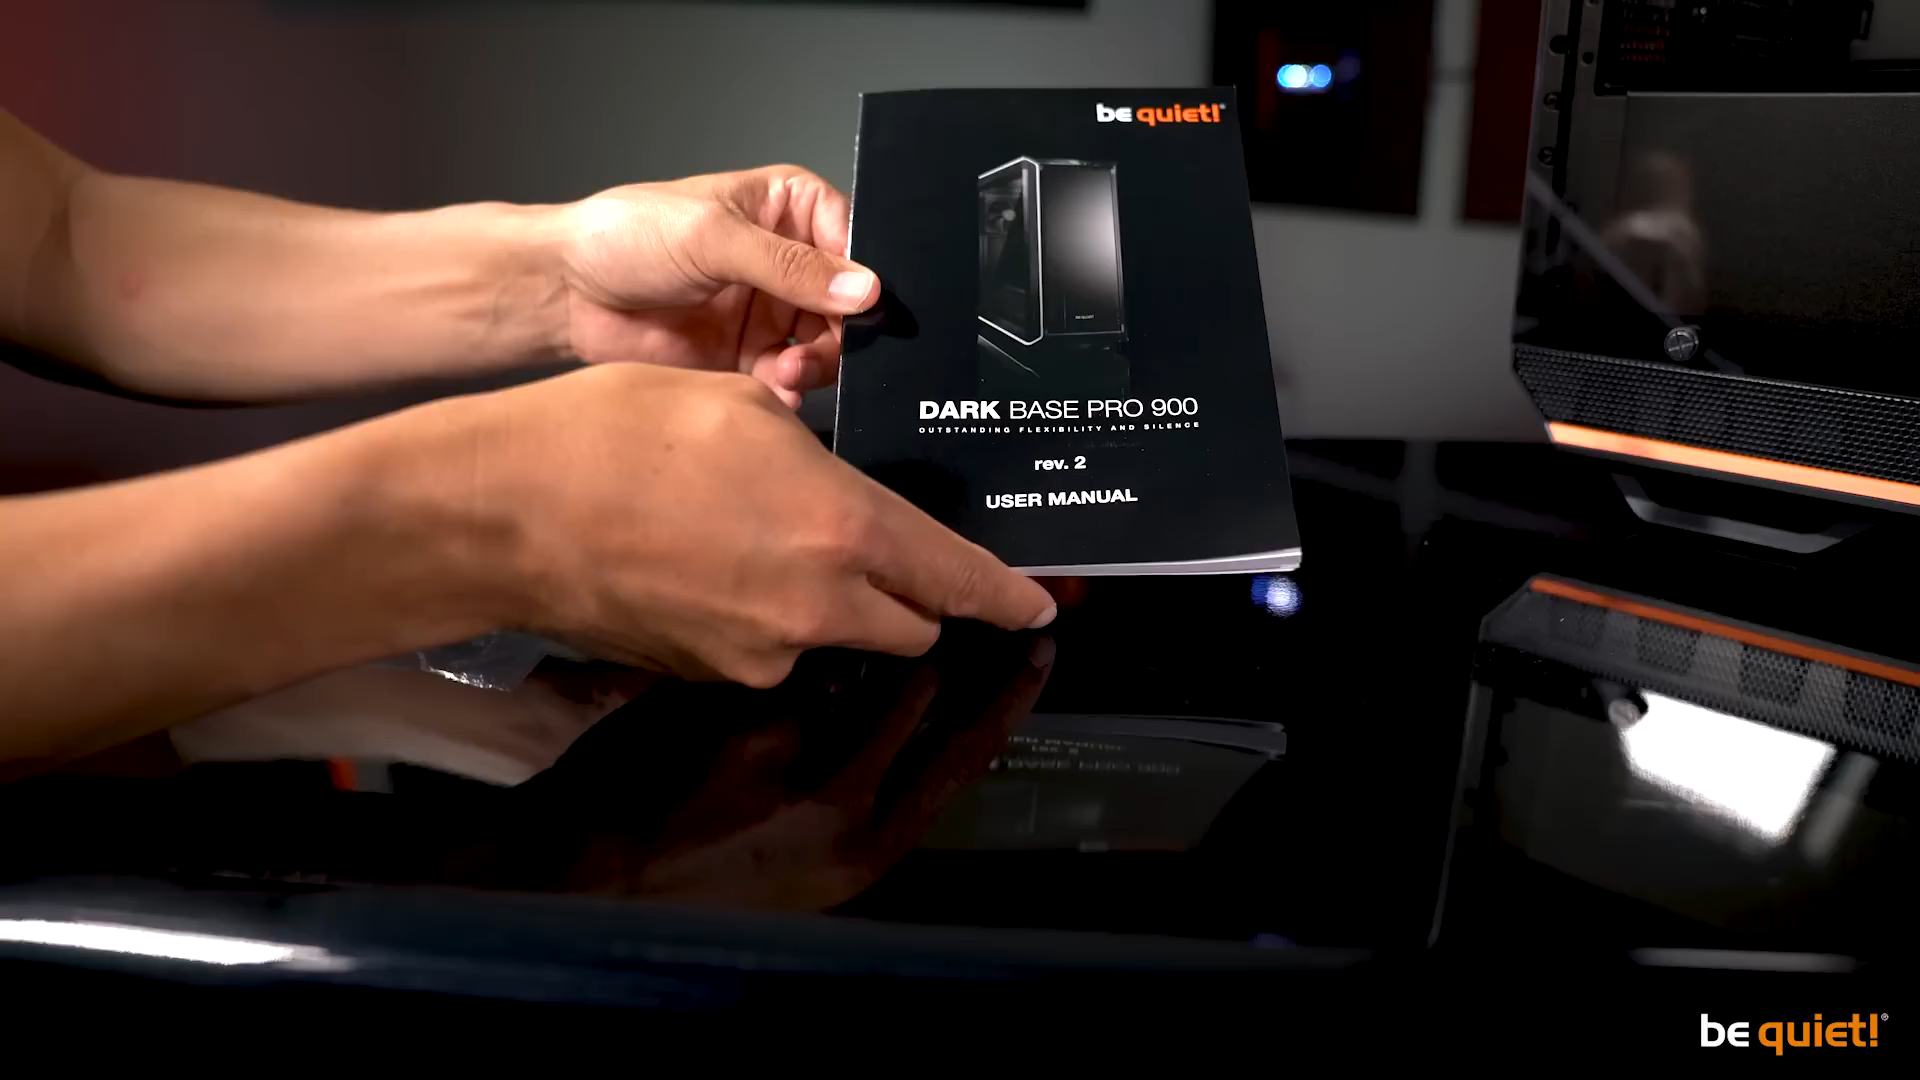 be quiet!®
DARK BASE PRO 900
OUTSTANDING FLEXIBILITY AND SILENCE
rev. 2
USER MANUAL
be quiet!®